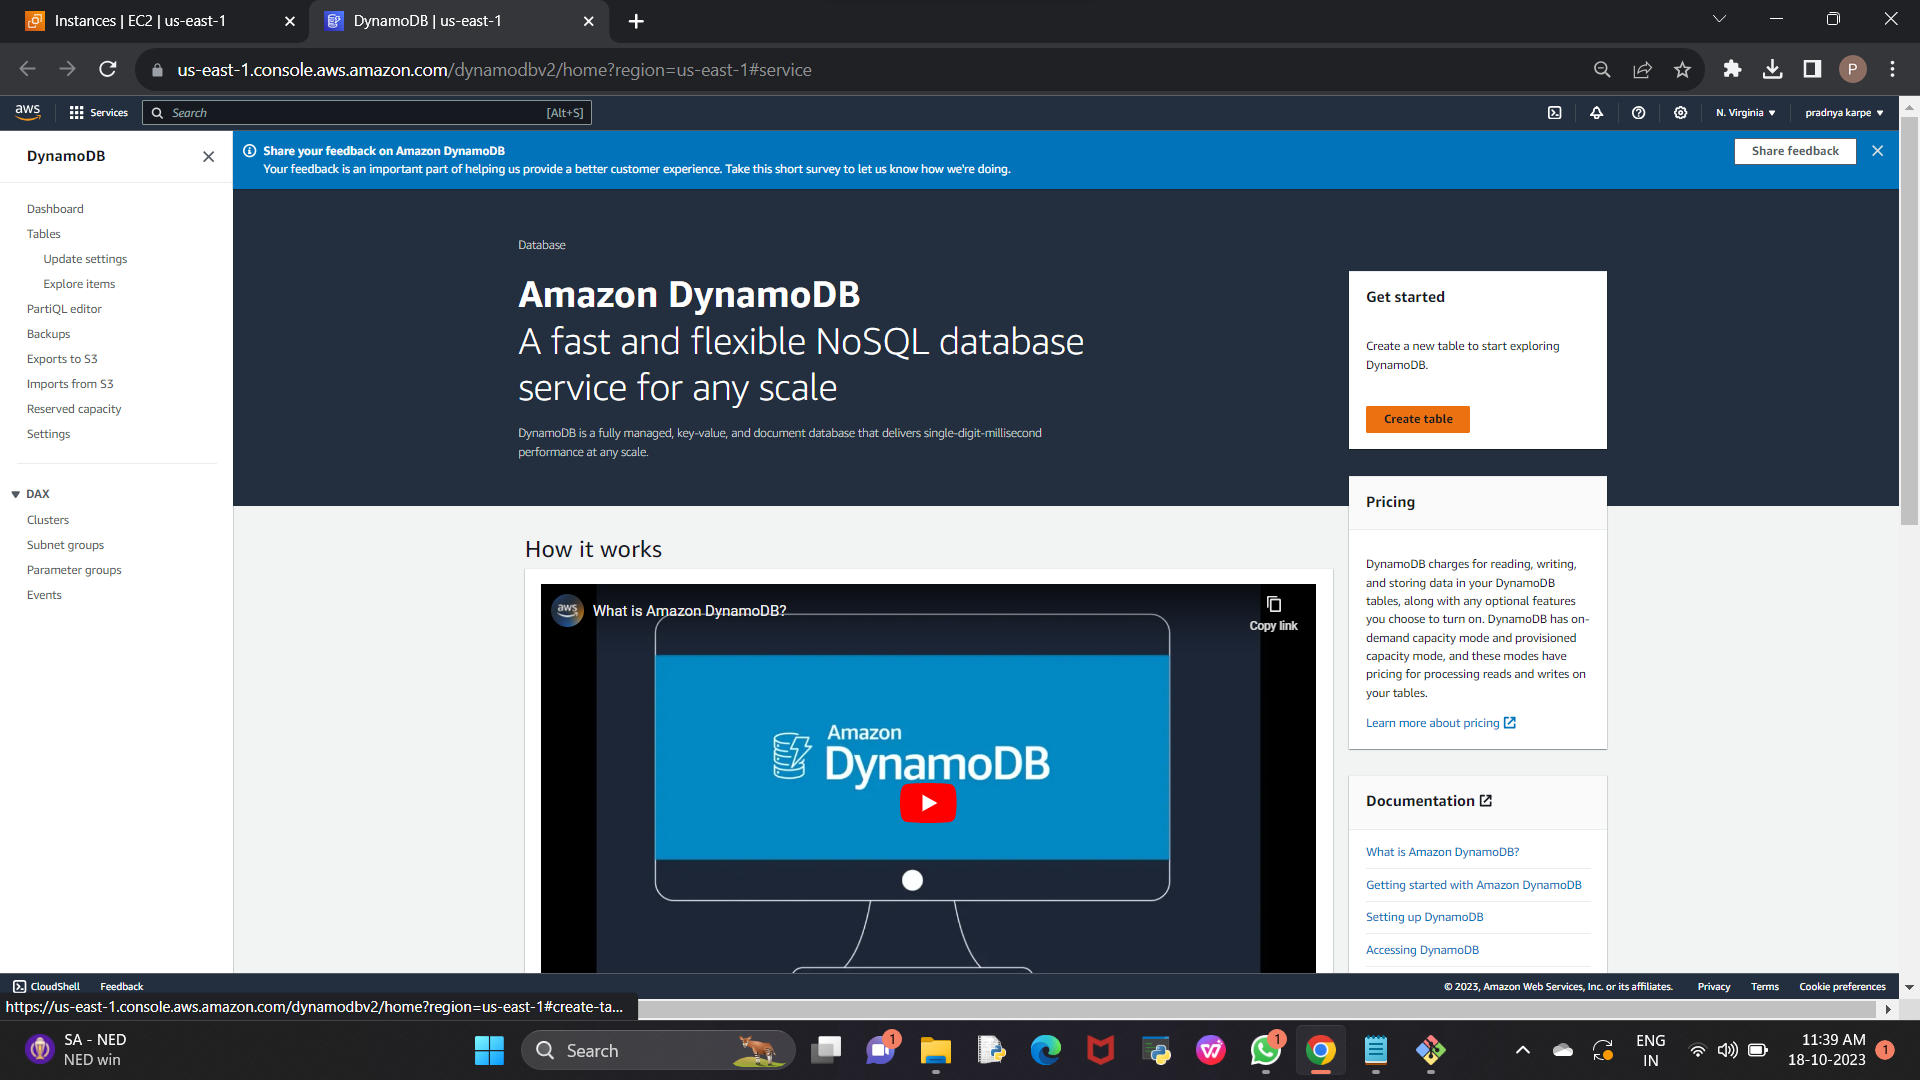 Instances | EC2 | us-east-1
DynamoDB | us-east-1
us-east-1.console.aws.amazon.com/dynamodbv2/home?region=us-east-1#service
P
aws
Services
Search
[Alt+S]
N. Virginia
pradnya karpe
DynamoDB
Dashboard
Tables
Update settings
Explore items
PartiQL editor
Backups
Exports to S3
Imports from S3
Reserved capacity
Settings
DAX
Clusters
Subnet groups
Parameter groups
Events
Share your feedback on Amazon DynamoDB
Your feedback is an important part of helping us provide a better customer experience. Take this short survey to let us know how we're doing.
Share feedback
Database
Amazon DynamoDB
A fast and flexible NoSQL database
service for any scale
DynamoDB is a fully managed, key-value, and document database that delivers single-digit-millisecond
performance at any scale.
Get started
Create a new table to start exploring
DynamoDB.
Create table
Pricing
DynamoDB charges for reading, writing,
and storing data in your DynamoDB
tables, along with any optional features
you choose to turn on. DynamoDB has on-
demand capacity mode and provisioned
capacity mode, and these modes have
pricing for processing reads and writes on
your tables.
Learn more about pricing
How it works
aws
What is Amazon DynamoDB?
Copy link
Amazon
DynamoDB
Documentation
What is Amazon DynamoDB?
Getting started with Amazon DynamoDB
Setting up DynamoDB
Accessing DynamoDB
CloudShell
Feedback
© 2023, Amazon Web Services, Inc. or its affiliates.
Privacy
Terms
Cookie preferences
https://us-east-1.console.aws.amazon.com/dynamodbv2/home?region=us-east-1#create-ta...
SA - NED
NED win
Search
1
1
ENG
IN
11:39 AM
18-10-2023
1